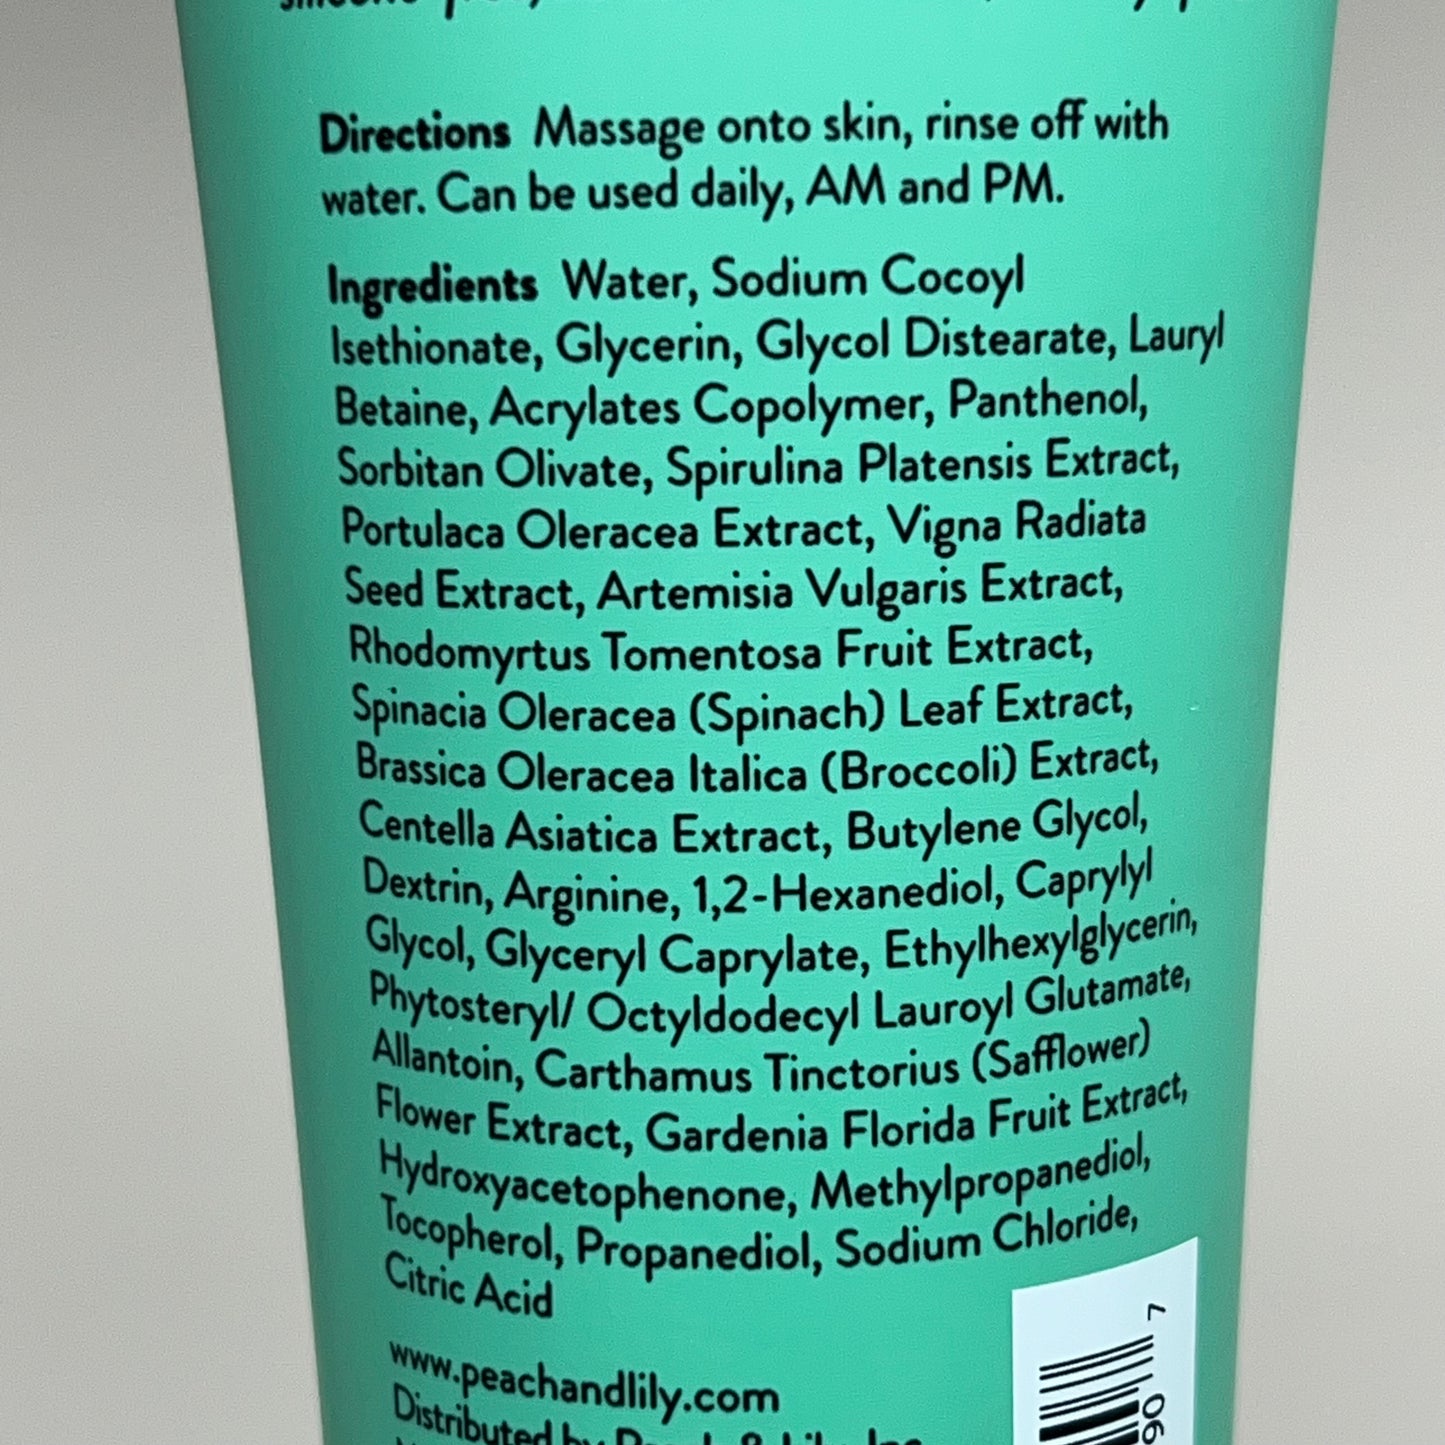 Directions Massage onto skin, rinse off with
water. Can be used daily, AM and PM.
Ingredients Water, Sodium Cocoyl
Isethionate, Glycerin, Glycol Distearate, Lauryl
Betaine, Acrylates Copolymer, Panthenol,
Sorbitan Olivate, Spirulina Platensis Extract,
Portulaca Oleracea Extract, Vigna Radiata
Seed Extract, Artemisia Vulgaris Extract,
Rhodomyrtus Tomentosa Fruit Extract,
Spinacia Oleracea (Spinach) Leaf Extract,
Brassica Oleracea Italica (Broccoli) Extract,
Centella Asiatica Extract, Butylene Glycol,
Dextrin, Arginine, 1,2-Hexanediol, Caprylyl
Glycol, Glyceryl Caprylate, Ethylhexylglycerin,
Phytosteryl/ Octyldodecyl Lauroyl Glutamate,
Allantoin, Carthamus Tinctorius (Safflower)
Flower Extract, Gardenia Florida Fruit Extract,
Hydroxyacetophenone, Methylpropanediol,
Tocopherol, Propanediol, Sodium Chloride,
Citric Acid
www.peachandlily.com
Distributed by
7
90